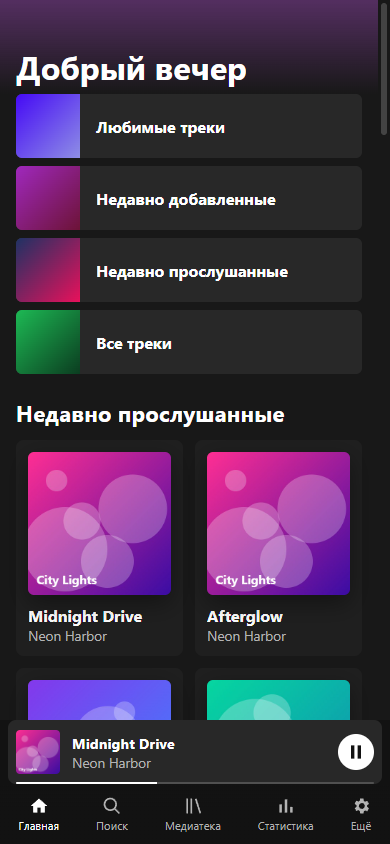 Добрый вечер
Любимые треки
Недавно добавленные
Недавно прослушанные
Все треки
Недавно прослушанные
City Lights
City Lights
Midnight Drive
Afterglow
Neon Harbor
Neon Harbor
Midnight Drive
Neon Harbor
Главная
Поиск
Медиатека
Статистика
Ещё